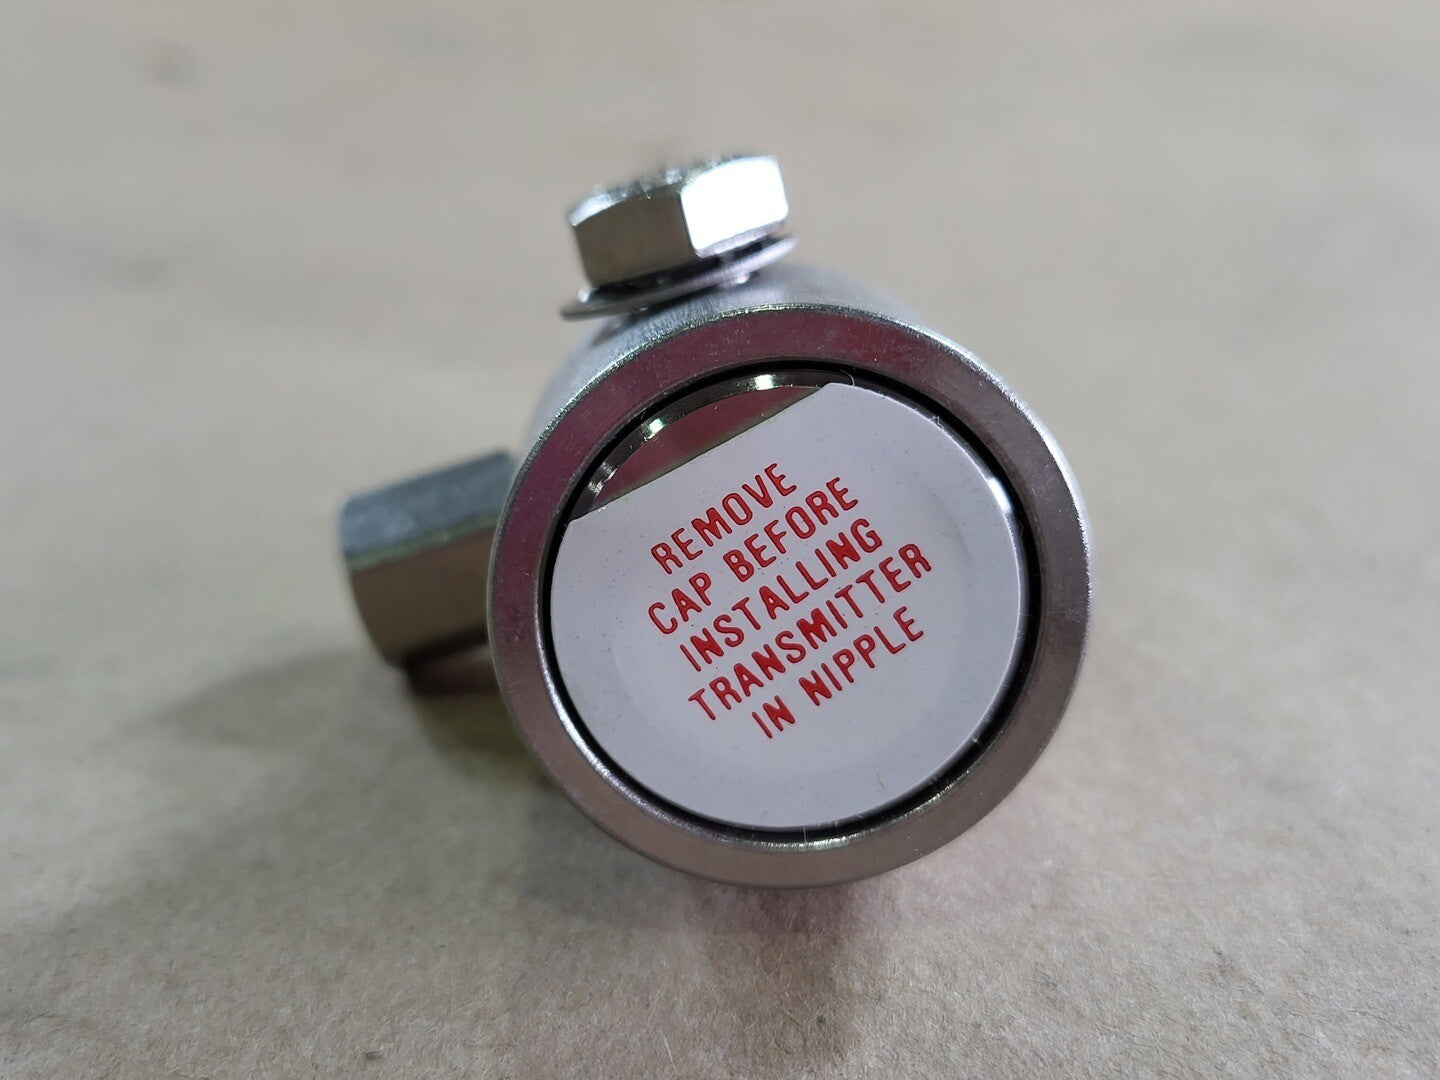 REMOVE
CAP BEFORE
INSTALLING
TRANSMITTER
IN NIPPLE